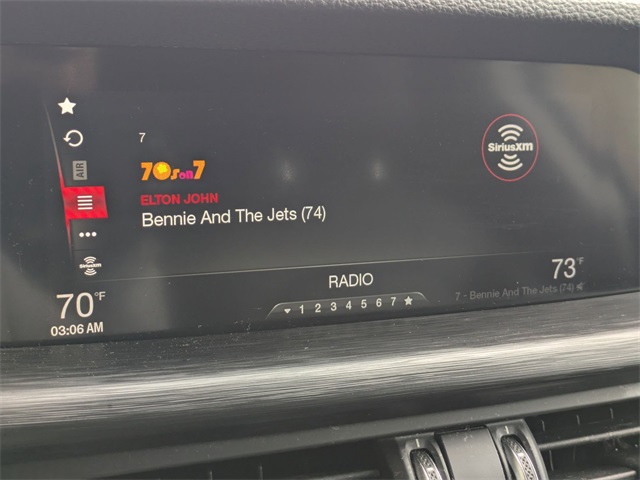 7
AIR
70s on 7
SiriusXM
ELTON JOHN
Bennie And The Jets (74)
SiriusXM
RADIO
73°F
70°F
1 2 3 4 5 6 7
7 - Bennie And The Jets (74)
03:06 AM